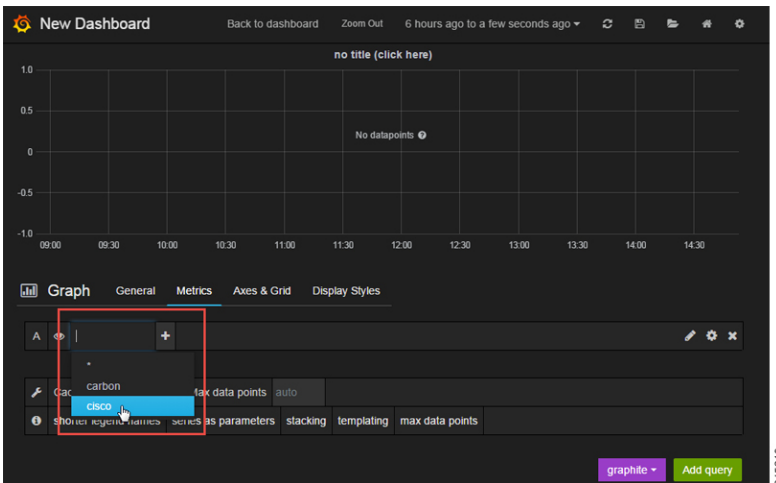 New Dashboard Back to dashboard Zoom Out 6 hours ago to a few seconds ago
no title (click here)
1.0
0.5
No datapoints
0
-0.5
-1.0
09:00 09:30 10:00 10:30 11:00 11:30 12:00 12:30 13:00 13:30 14:00 14:30
Graph General Metrics Axes & Grid Display Styles
A
*
carbon
Max data points auto
cisco
shorter legend names series as parameters stacking templating max data points
graphite Add query